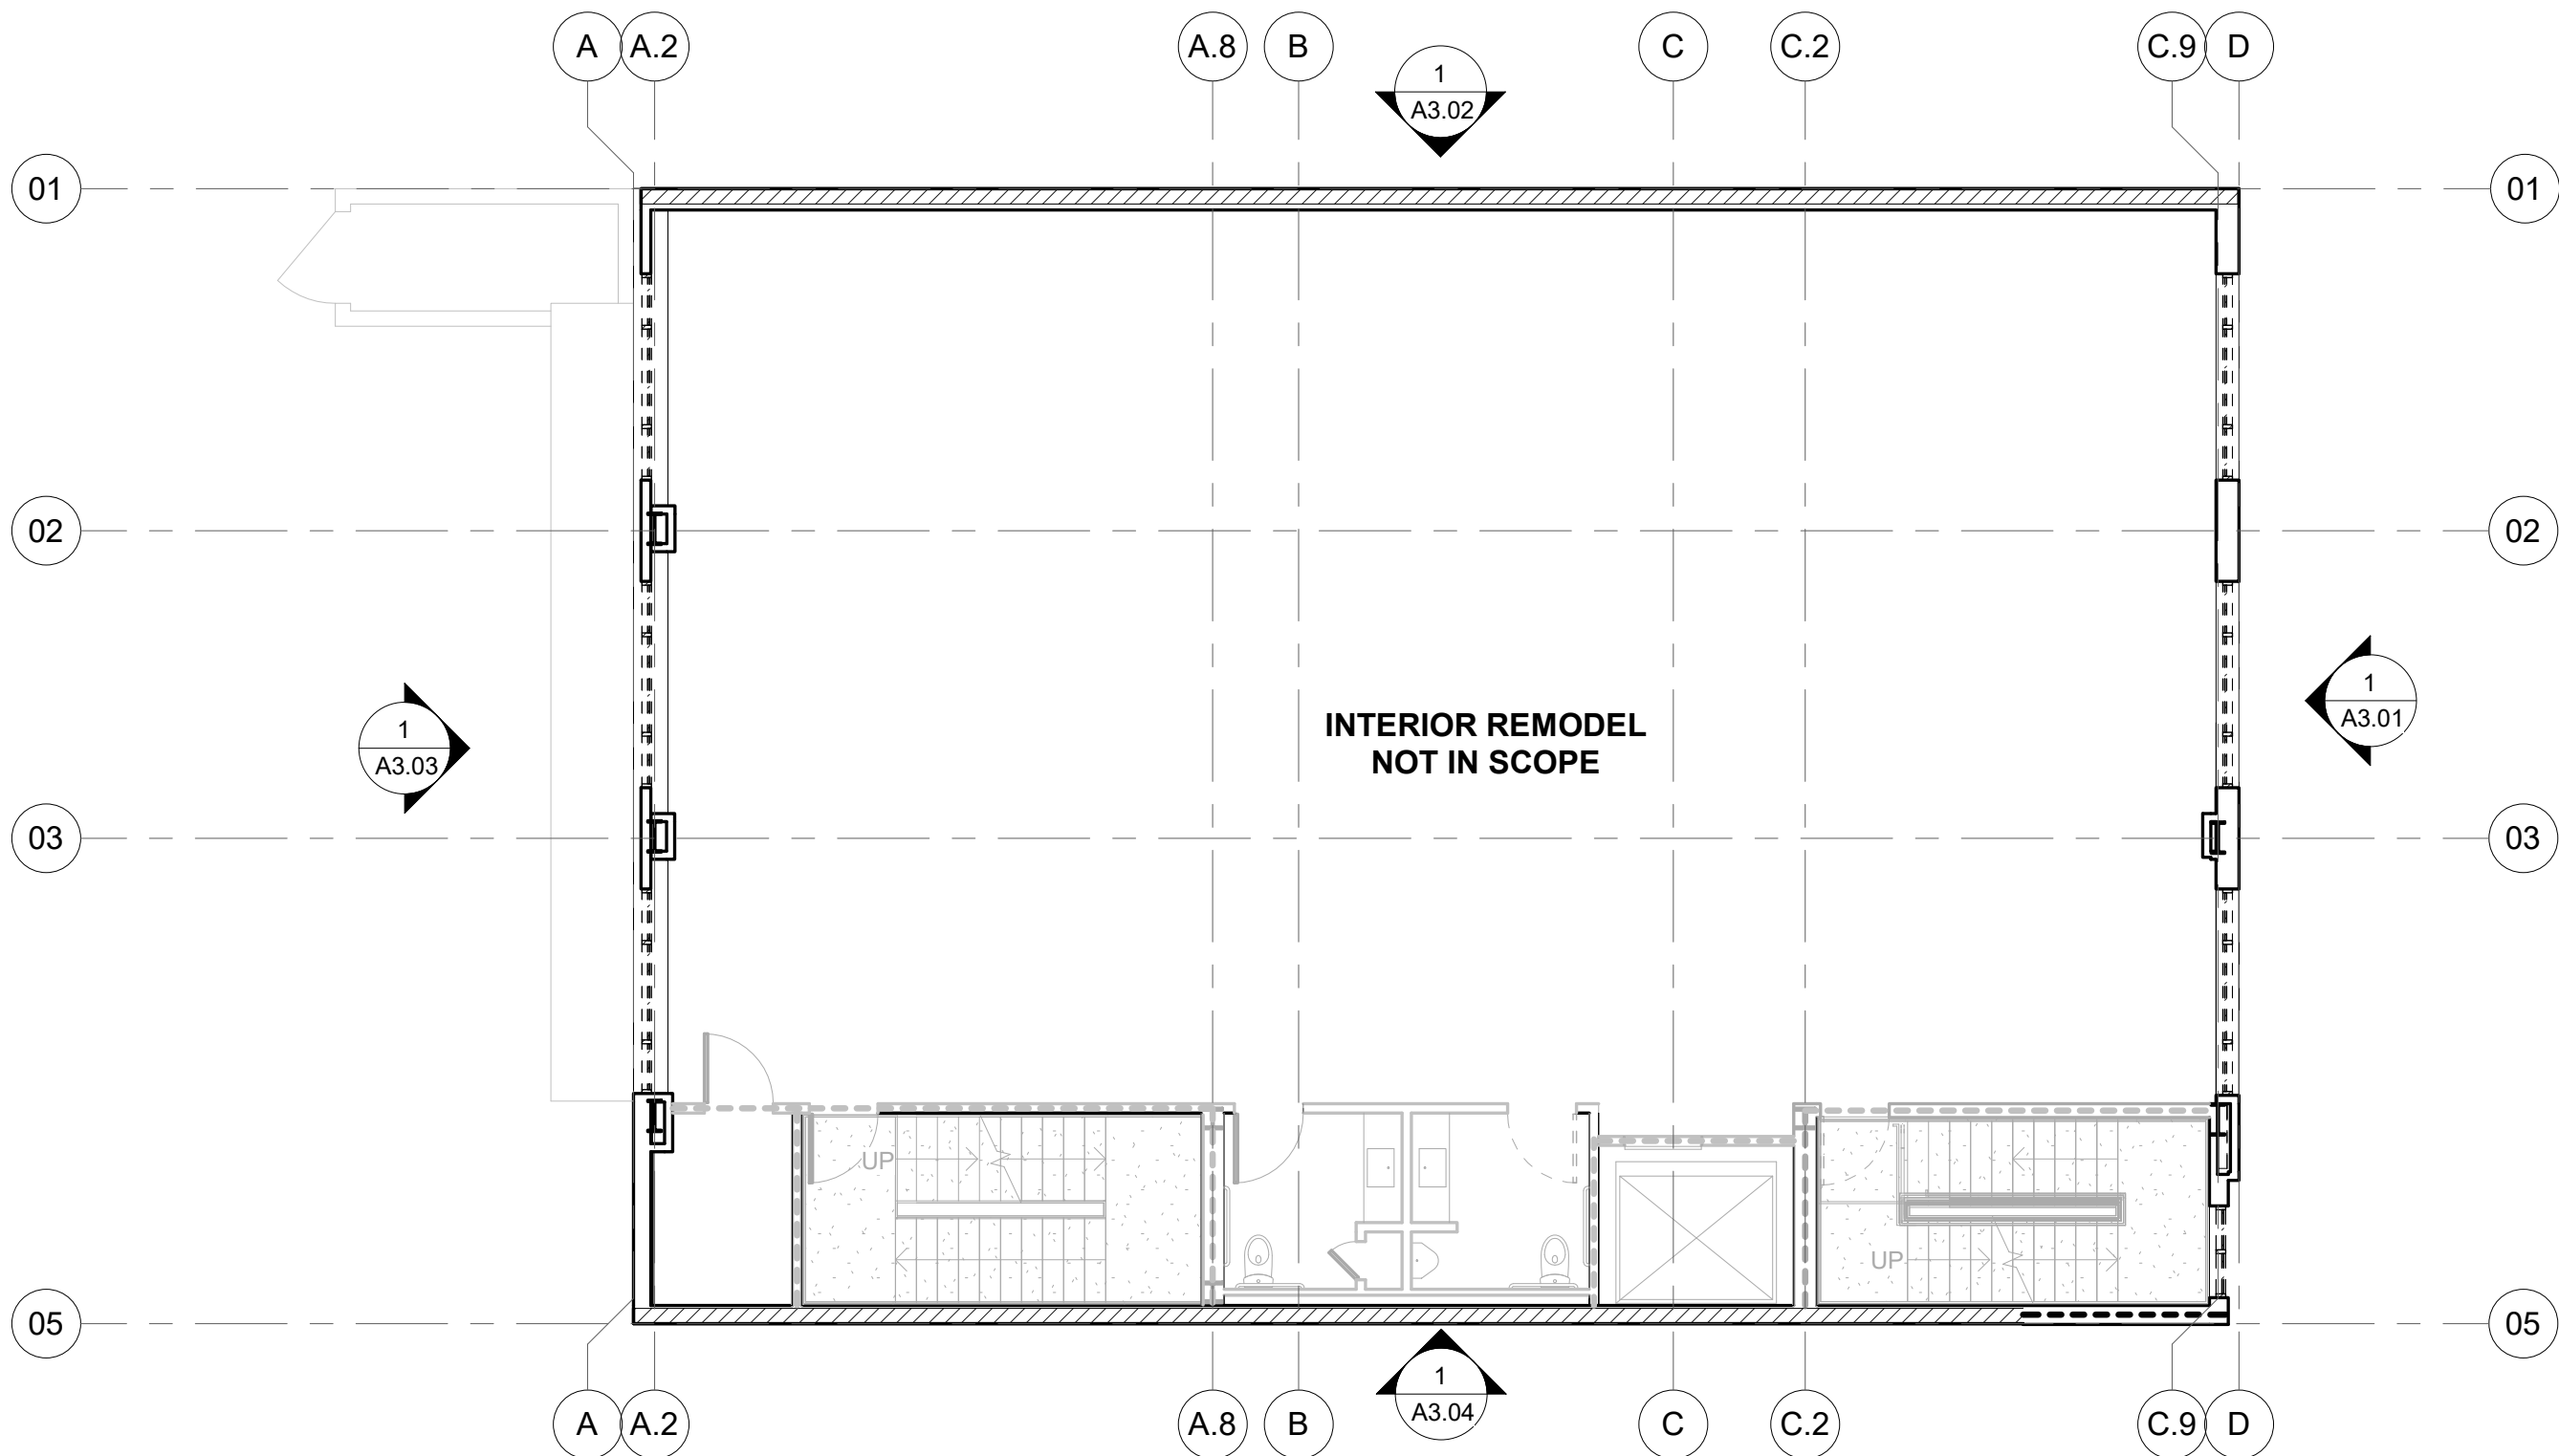 A A.2 A.8 B C C.2 C.9 D
1
A3.02
01 01
02 02
INTERIOR REMODEL
NOT IN SCOPE
1
A3.03
1
A3.01
03 03
UP
UP
05 05
1
A3.04
A A.2 A.8 B C C.2 C.9 D